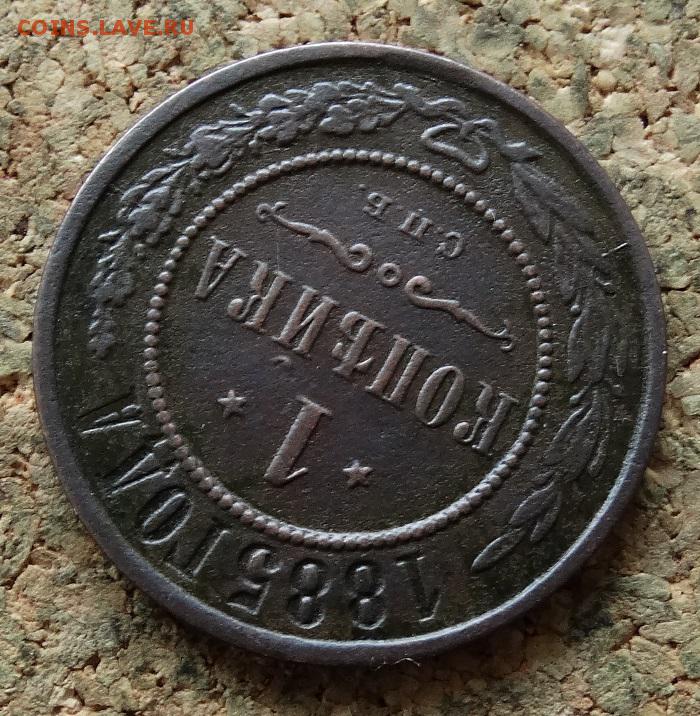 COINS.LAVE.RU
1885 ГОДА
* 1 *
КОПѢЙКА
С.П.Б.